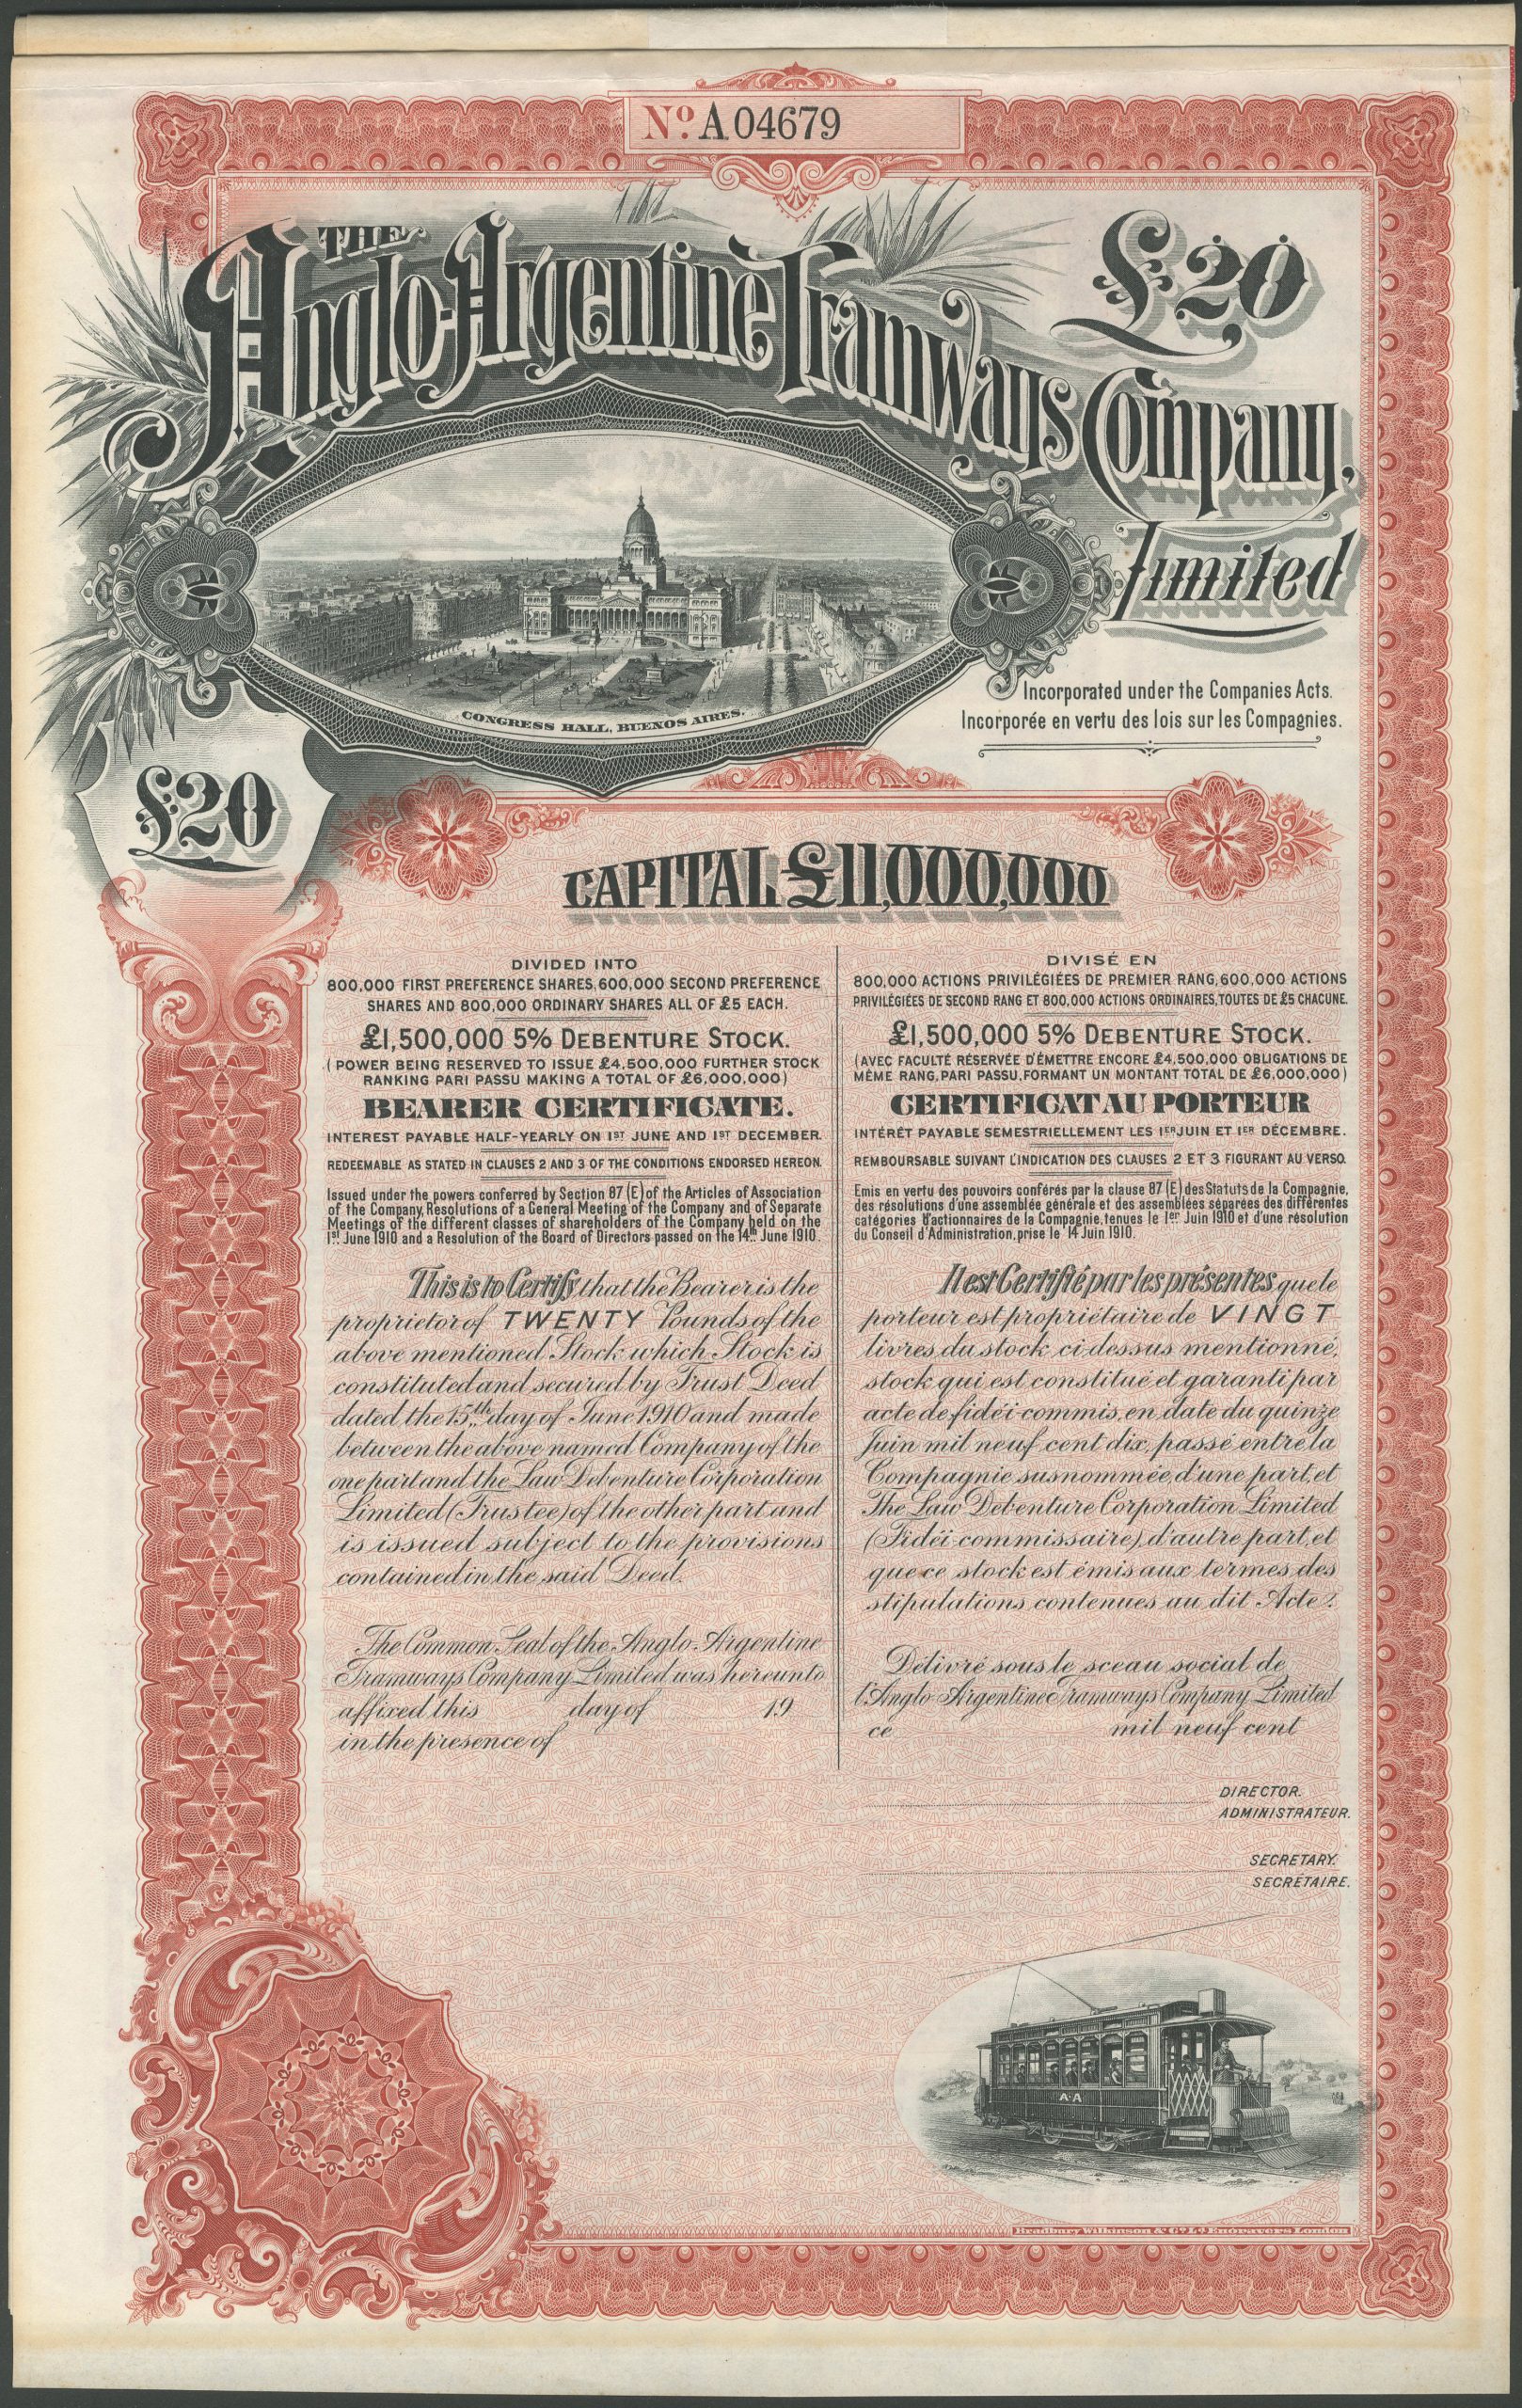 Nº A 04679
THE
Anglo-Argentine Tramways Company,
Limited
£20
CONGRESS HALL, BUENOS AIRES.
Incorporated under the Companies Acts.
Incorporée en vertu des lois sur les Compagnies.
£20
CAPITAL £11,000,000
DIVIDED INTO
800,000 FIRST PREFERENCE SHARES, 600,000 SECOND PREFERENCE
SHARES AND 800,000 ORDINARY SHARES ALL OF £5 EACH.
£1,500,000 5% DEBENTURE STOCK.
(POWER BEING RESERVED TO ISSUE £4,500,000 FURTHER STOCK
RANKING PARI PASSU MAKING A TOTAL OF £6,000,000)
BEARER CERTIFICATE.
INTEREST PAYABLE HALF-YEARLY ON 1ST JUNE AND 1ST DECEMBER.
REDEEMABLE AS STATED IN CLAUSES 2 AND 3 OF THE CONDITIONS ENDORSED HEREON.
Issued under the powers conferred by Section 87 (E) of the Articles of Association
of the Company, Resolutions of a General Meeting of the Company and of Separate
Meetings of the different classes of shareholders of the Company held on the
1st June 1910 and a Resolution of the Board of Directors passed on the 14th June 1910.
This is to Certify that the Bearer is the
proprietor of TWENTY Pounds of the
above mentioned Stock which Stock is
constituted and secured by Trust Deed
dated the 15th day of June 1910 and made
between the above named Company of the
one part and the Law Debenture Corporation
Limited (Trustee) of the other part and
is issued subject to the provisions
contained in the said Deed.
The Common Seal of the Anglo-Argentine
Tramways Company Limited was hereunto
affixed this day of 19
in the presence of
DIVISÉ EN
800,000 ACTIONS PRIVILÉGIÉES DE PREMIER RANG, 600,000 ACTIONS
PRIVILÉGIÉES DE SECOND RANG ET 800,000 ACTIONS ORDINAIRES, TOUTES DE £5 CHACUNE.
£1,500,000 5% DEBENTURE STOCK.
(AVEC FACULTÉ RÉSERVÉE D'ÉMETTRE ENCORE £4,500,000 OBLIGATIONS DE
MÊME RANG, PARI PASSU, FORMANT UN MONTANT TOTAL DE £6,000,000)
CERTIFICAT AU PORTEUR
INTÉRÊT PAYABLE SEMESTRIELLEMENT LES 1ER JUIN ET 1ER DÉCEMBRE.
REMBOURSABLE SUIVANT L'INDICATION DES CLAUSES 2 ET 3 FIGURANT AU VERSO.
Emis en vertu des pouvoirs conférés par la clause 87 (E) des Statuts de la Compagnie,
des résolutions d'une assemblée générale et des assemblées séparées des différentes
catégories d'actionnaires de la Compagnie, tenues le 1er Juin 1910 et d'une résolution
du Conseil d'Administration, prise le 14 Juin 1910.
Il est Certifié par les présentes que le
porteur est propriétaire de VINGT
livres du stock ci-dessus mentionné,
stock qui est constitué et garanti par
acte de fidéi-commis, en date du quinze
Juin mil neuf cent dix, passé entre la
Compagnie susnommée, d'une part, et
The Law Debenture Corporation Limited
(Fidéi-commissaire) d'autre part, et
que ce stock est émis aux termes des
stipulations contenues au dit Acte.
Délivré sous le sceau social de
l'Anglo-Argentine Tramways Company Limited
ce mil neuf cent
DIRECTOR.
ADMINISTRATEUR.
SECRETARY.
SECRÉTAIRE.
A·A
Bradbury Wilkinson & Co. Ld. Engravers London